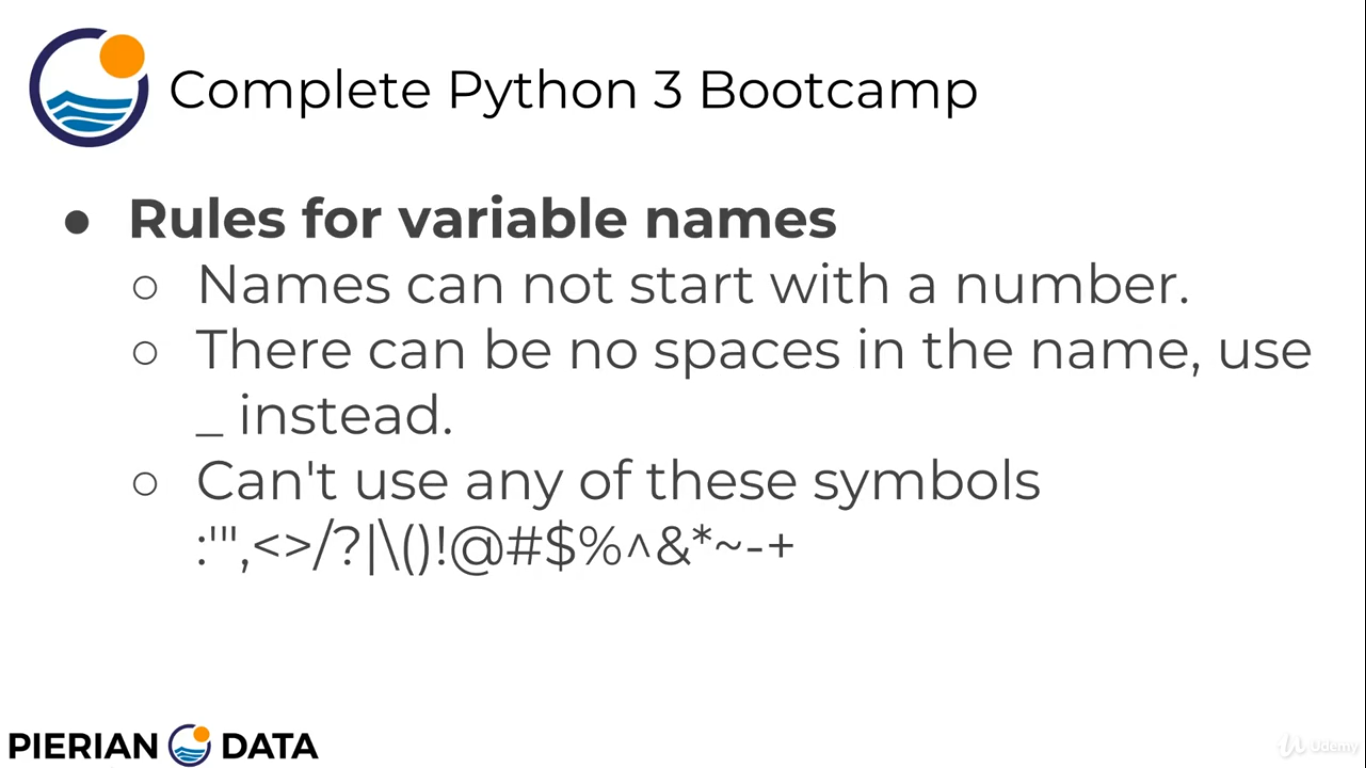 Complete Python 3 Bootcamp
● Rules for variable names
○ Names can not start with a number.
○ There can be no spaces in the name, use
_ instead.
○ Can't use any of these symbols
:'",<>/?|\()!@#$%^&*~-+
PIERIAN DATA
Udemy